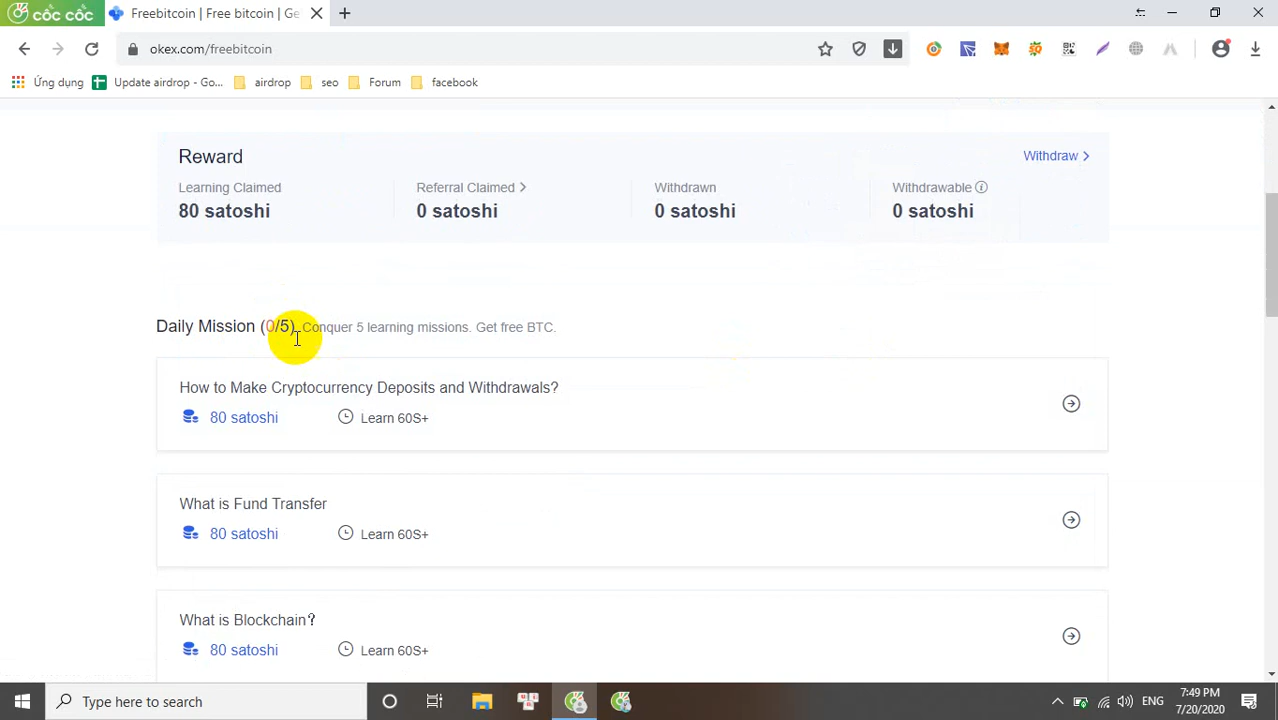 cốc cốc
Freebitcoin | Free bitcoin | Ge
okex.com/freebitcoin
Ứng dụng
Update airdrop - Go...
airdrop
seo
Forum
facebook
Reward
Withdraw
Learning Claimed
Referral Claimed
Withdrawn
Withdrawable
80 satoshi
0 satoshi
0 satoshi
0 satoshi
Daily Mission (0/5) Conquer 5 learning missions. Get free BTC.
How to Make Cryptocurrency Deposits and Withdrawals?
80 satoshi
Learn 60S+
What is Fund Transfer
80 satoshi
Learn 60S+
What is Blockchain?
80 satoshi
Learn 60S+
Type here to search
ENG
7:49 PM
7/20/2020